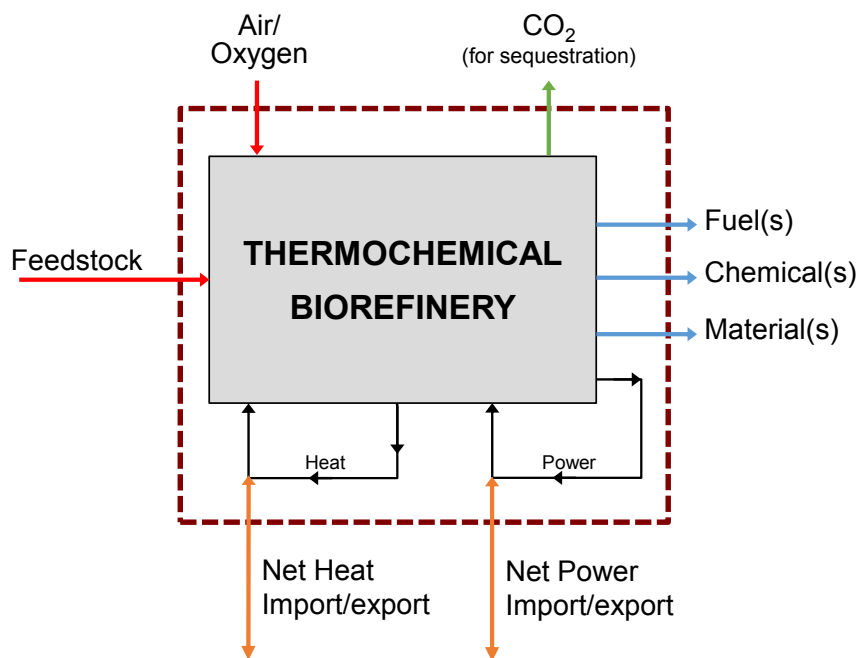 Air/
Oxygen
CO₂
(for sequestration)
Feedstock
THERMOCHEMICAL
BIOREFINERY
Fuel(s)
Chemical(s)
Material(s)
Heat
Power
Net Heat
Import/export
Net Power
Import/export